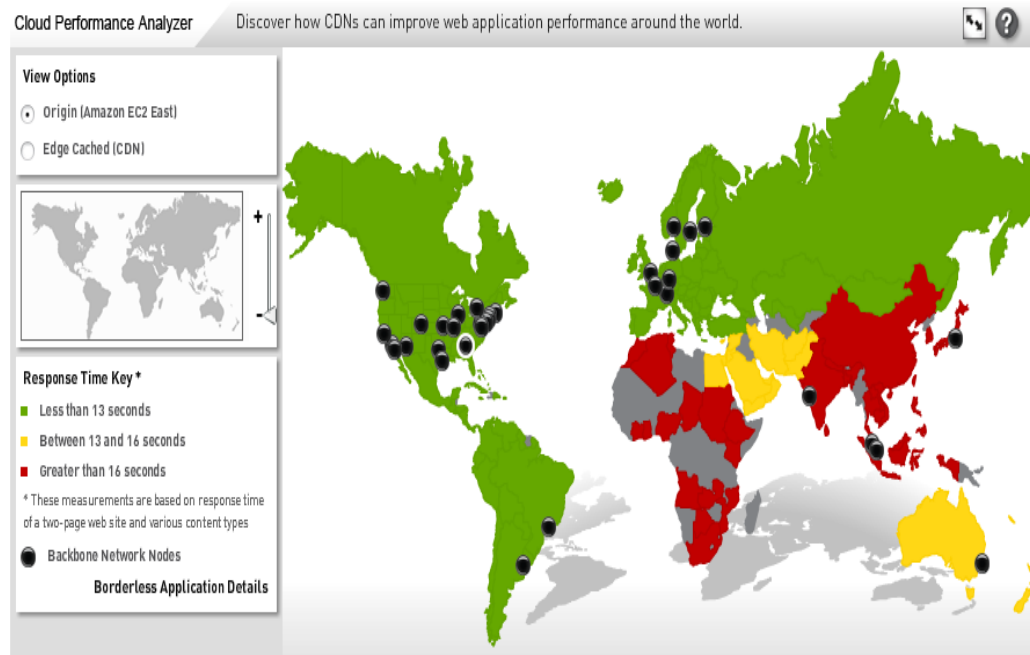 Cloud Performance Analyzer
Discover how CDNs can improve web application performance around the world.
?
View Options
Origin (Amazon EC2 East)
Edge Cached (CDN)
+
-
Response Time Key *
Less than 13 seconds
Between 13 and 16 seconds
Greater than 16 seconds
* These measurements are based on response time
of a two-page web site and various content types
Backbone Network Nodes
Borderless Application Details